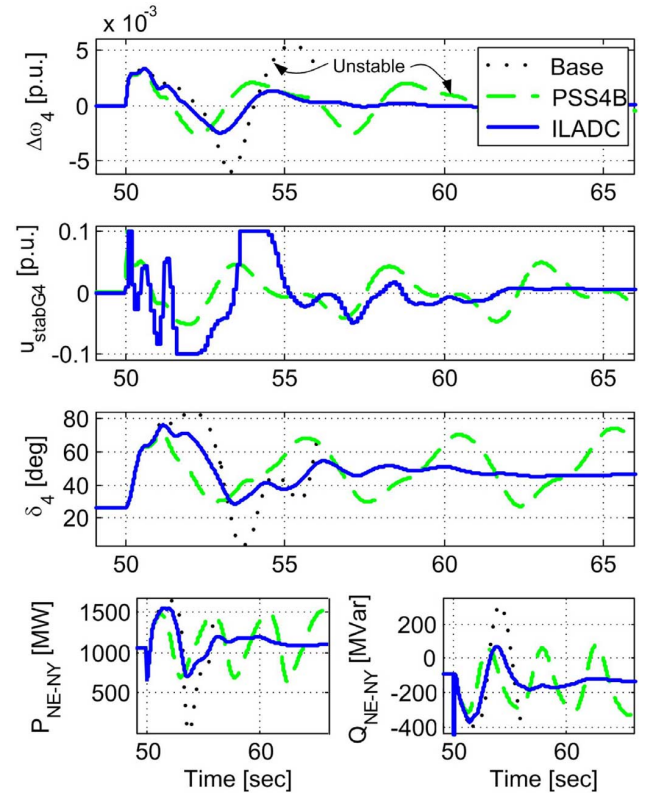 x 10⁻³
Δω₄ [p.u.]
5
0
-5
Unstable
Base
PSS4B
ILADC
50 55 60 65
u_stabG4 [p.u.]
0.1
0
-0.1
50 55 60 65
δ₄ [deg]
80
60
40
20
50 55 60 65
P_NE-NY [MW]
1500
1000
500
50 60
Time [sec]
Q_NE-NY [MVar]
200
0
-200
-400
50 60
Time [sec]